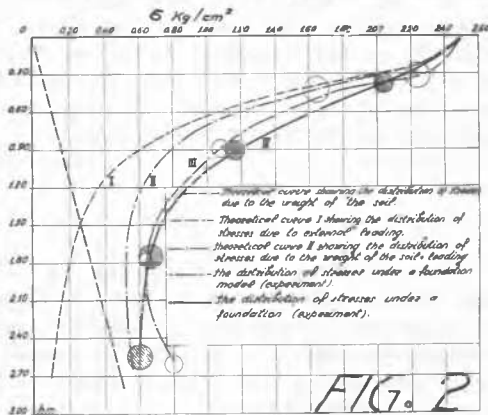 σ Kg/cm²
0 0.20 0.40 0.60 0.80 1.00 1.20 1.40 1.60 1.80 2.00 2.20 2.40 2.60
0.30
0.60
0.90
1.20
1.80
2.10
2.40
2.70
3.00
h m.
I II III IV
Theoretical curve showing the distribution of stresses
due to the weight of the soil.
Theoretical curve I showing the distribution of
stresses due to external loading.
Theoretical curve II showing the distribution of
stresses due to the weight of the soil+loading
the distribution of stresses under a foundation
model (experiment).
the distribution of stresses under a
foundation (experiment).
FIG. 2